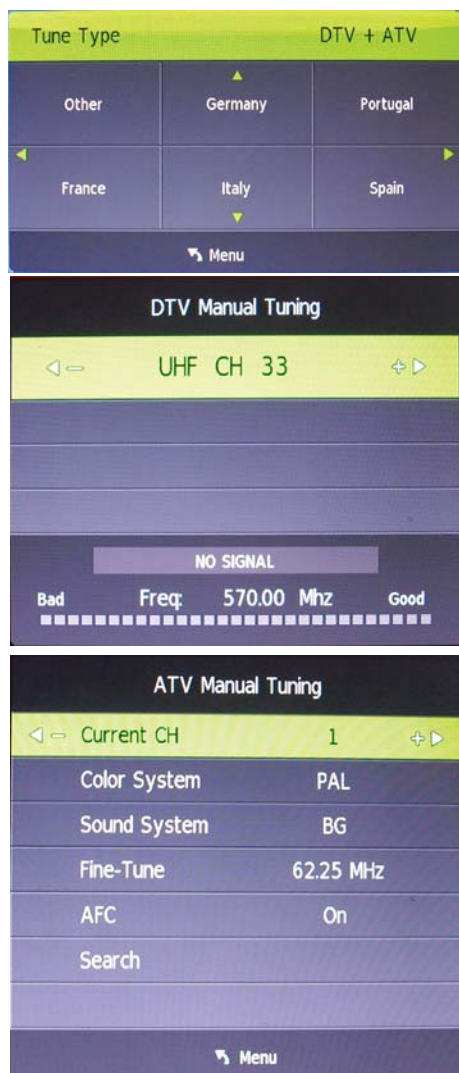 Tune Type DTV + ATV
Other Germany Portugal
France Italy Spain
Menu
DTV Manual Tuning
UHF CH 33
NO SIGNAL
Bad Freq: 570.00 Mhz Good
ATV Manual Tuning
Current CH 1
Color System PAL
Sound System BG
Fine-Tune 62.25 MHz
AFC On
Search
Menu